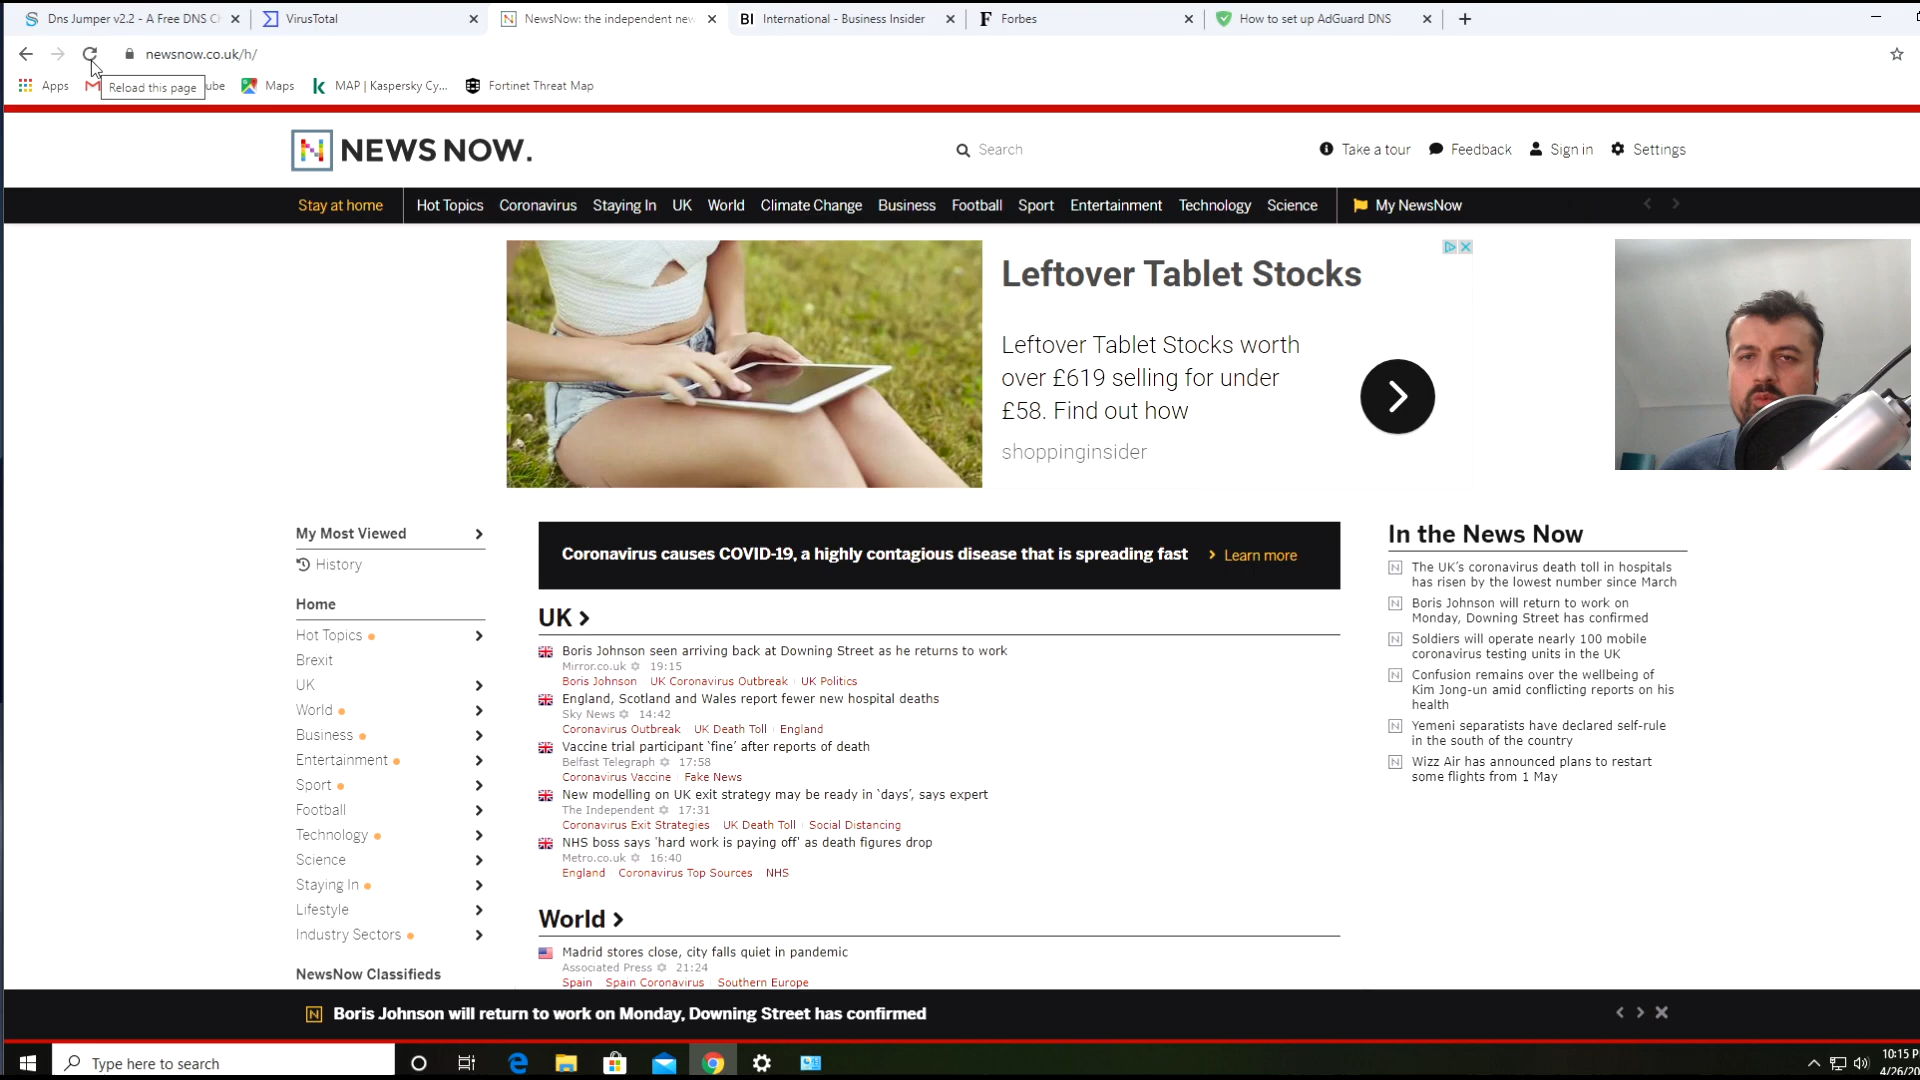 Dns Jumper v2.2 - A Free DNS Ch
VirusTotal
NewsNow: the independent new
BI International - Business Insider
F Forbes
How to set up AdGuard DNS
newsnow.co.uk/h/
Apps
Reload this page
ube
Maps
MAP | Kaspersky Cy...
Fortinet Threat Map
N NEWS NOW.
Search
Take a tour
Feedback
Sign in
Settings
Stay at home
Hot Topics
Coronavirus
Staying In
UK
World
Climate Change
Business
Football
Sport
Entertainment
Technology
Science
My NewsNow
Leftover Tablet Stocks
Leftover Tablet Stocks worth
over £619 selling for under
£58. Find out how
shoppinginsider
My Most Viewed
History
Home
Hot Topics
Brexit
UK
World
Business
Entertainment
Sport
Football
Technology
Science
Staying In
Lifestyle
Industry Sectors
NewsNow Classifieds
Coronavirus causes COVID-19, a highly contagious disease that is spreading fast > Learn more
UK >
Boris Johnson seen arriving back at Downing Street as he returns to work
Mirror.co.uk 19:15
Boris Johnson UK Coronavirus Outbreak UK Politics
England, Scotland and Wales report fewer new hospital deaths
Sky News 14:42
Coronavirus Outbreak UK Death Toll England
Vaccine trial participant ‘fine’ after reports of death
Belfast Telegraph 17:58
Coronavirus Vaccine Fake News
New modelling on UK exit strategy may be ready in ‘days’, says expert
The Independent 17:31
Coronavirus Exit Strategies UK Death Toll Social Distancing
NHS boss says 'hard work is paying off' as death figures drop
Metro.co.uk 16:40
England Coronavirus Top Sources NHS
World >
Madrid stores close, city falls quiet in pandemic
Associated Press 21:24
Spain Spain Coronavirus Southern Europe
In the News Now
The UK’s coronavirus death toll in hospitals
has risen by the lowest number since March
Boris Johnson will return to work on
Monday, Downing Street has confirmed
Soldiers will operate nearly 100 mobile
coronavirus testing units in the UK
Confusion remains over the wellbeing of
Kim Jong-un amid conflicting reports on his
health
Yemeni separatists have declared self-rule
in the south of the country
Wizz Air has announced plans to restart
some flights from 1 May
Boris Johnson will return to work on Monday, Downing Street has confirmed
Type here to search
10:15 P
4/26/20